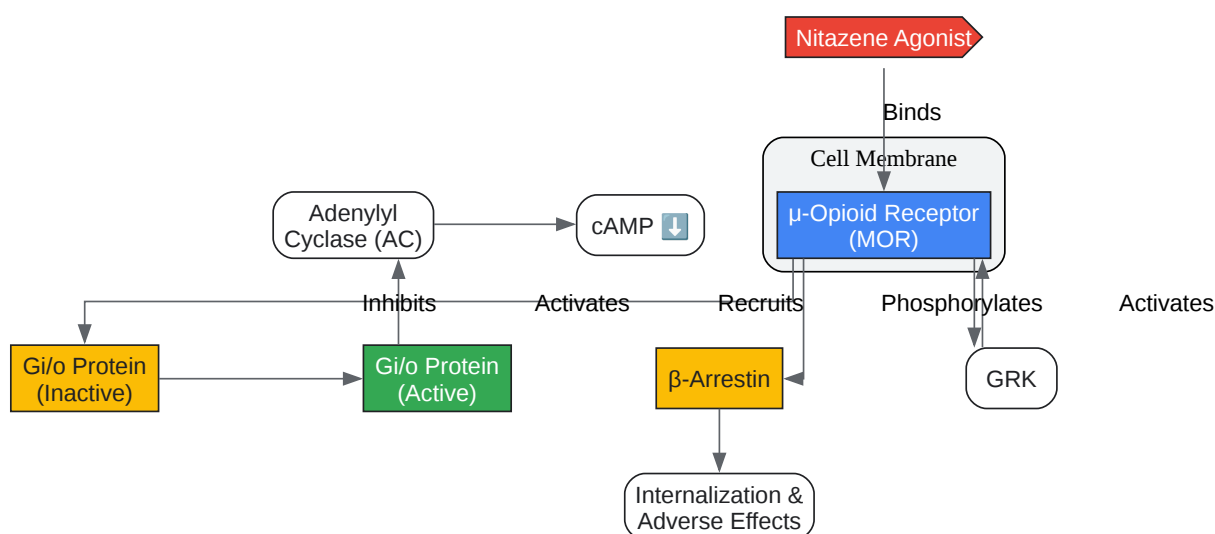 Nitazene Agonist
Binds
Cell Membrane
μ-Opioid Receptor
(MOR)
Adenylyl
Cyclase (AC)
cAMP ⬇️
Inhibits
Activates
Recruits
Phosphorylates
Activates
Gi/o Protein
(Inactive)
Gi/o Protein
(Active)
β-Arrestin
GRK
Internalization &
Adverse Effects